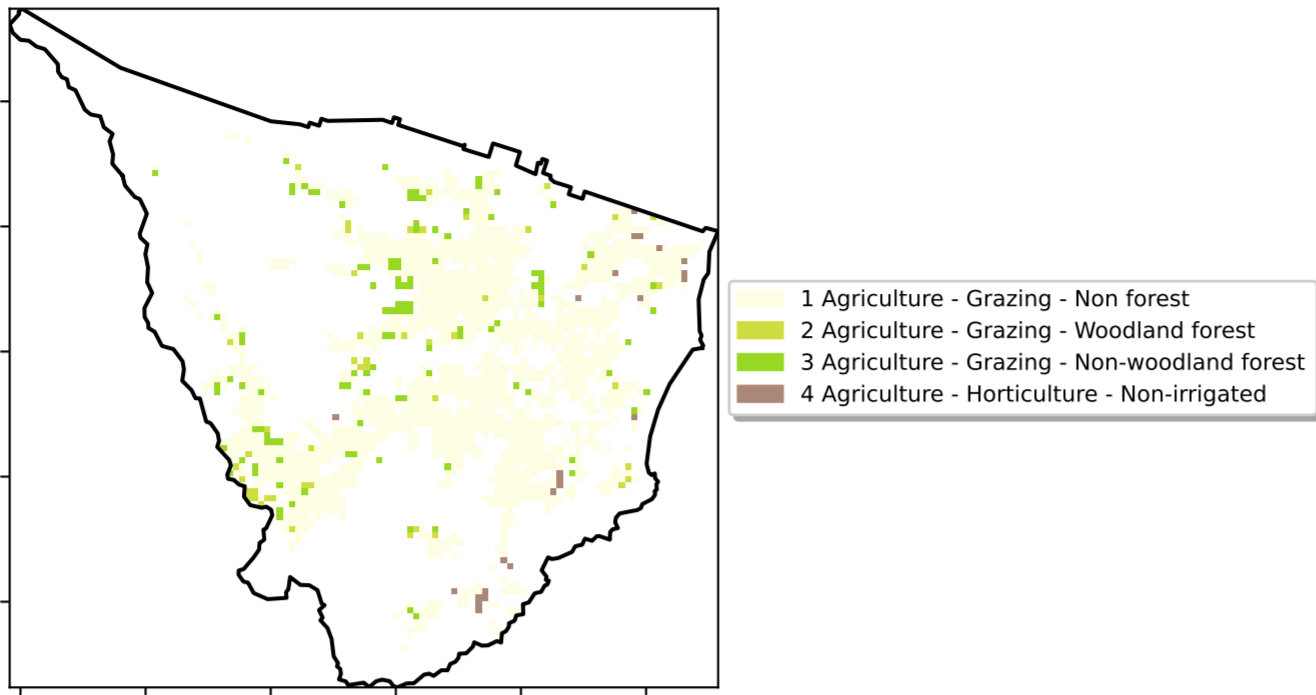 1 Agriculture - Grazing - Non forest
2 Agriculture - Grazing - Woodland forest
3 Agriculture - Grazing - Non-woodland forest
4 Agriculture - Horticulture - Non-irrigated